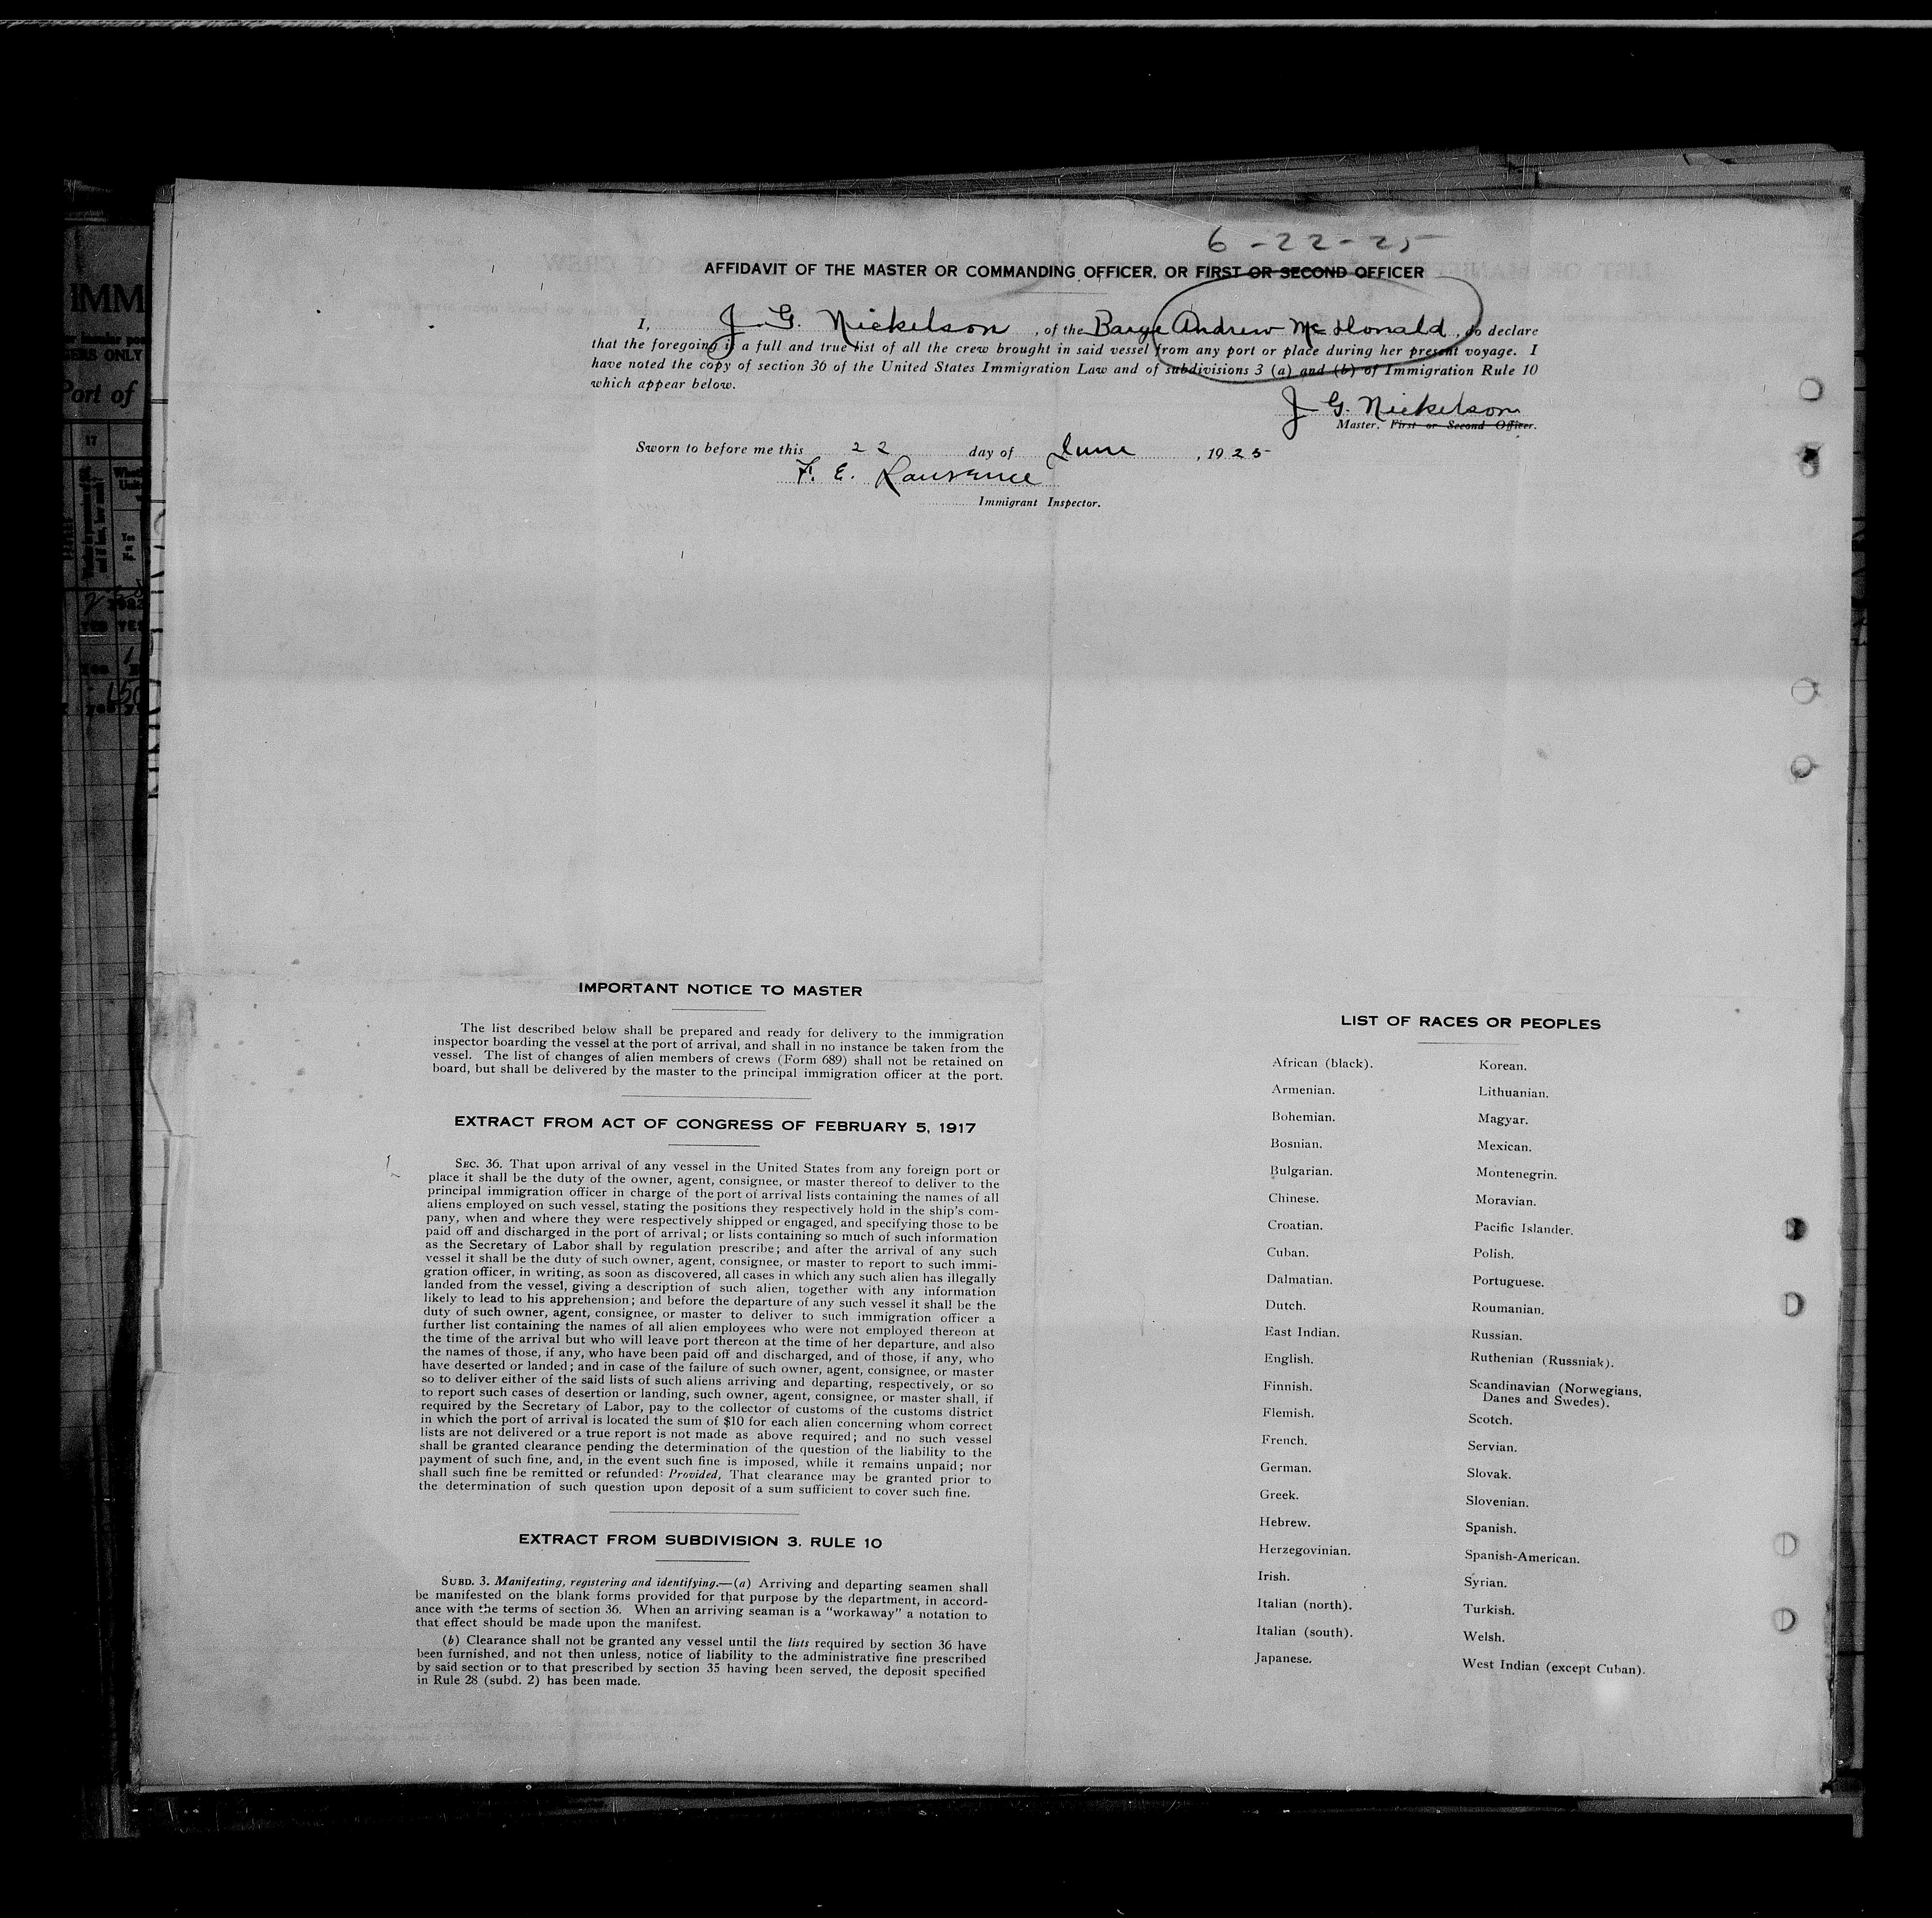 6-22-25
AFFIDAVIT OF THE MASTER OR COMMANDING OFFICER, OR FIRST OR SECOND OFFICER
I, J. G. Nickelson, of the Barge Andrew McDonald, do declare
that the foregoing is a full and true list of all the crew brought in said vessel from any port or place during her present voyage. I
have noted the copy of section 36 of the United States Immigration Law and of subdivisions 3 (a) and (b) of Immigration Rule 10
which appear below.
J. G. Nickelson
Master, First or Second Officer.
Sworn to before me this 22 day of June, 1925
F. E. Lawrence
Immigrant Inspector.
IMM
ERS ONLY
Port of
17
YES YES
IMPORTANT NOTICE TO MASTER
The list described below shall be prepared and ready for delivery to the immigration
inspector boarding the vessel at the port of arrival, and shall in no instance be taken from the
vessel. The list of changes of alien members of crews (Form 689) shall not be retained on
board, but shall be delivered by the master to the principal immigration officer at the port.
EXTRACT FROM ACT OF CONGRESS OF FEBRUARY 5, 1917
SEC. 36. That upon arrival of any vessel in the United States from any foreign port or
place it shall be the duty of the owner, agent, consignee, or master thereof to deliver to the
principal immigration officer in charge of the port of arrival lists containing the names of all
aliens employed on such vessel, stating the positions they respectively hold in the ship's com-
pany, when and where they were respectively shipped or engaged, and specifying those to be
paid off and discharged in the port of arrival; or lists containing so much of such information
as the Secretary of Labor shall by regulation prescribe; and after the arrival of any such
vessel it shall be the duty of such owner, agent, consignee, or master to report to such immi-
gration officer, in writing, as soon as discovered, all cases in which any such alien has illegally
landed from the vessel, giving a description of such alien, together with any information
likely to lead to his apprehension; and before the departure of any such vessel it shall be the
duty of such owner, agent, consignee, or master to deliver to such immigration officer a
further list containing the names of all alien employees who were not employed thereon at
the time of the arrival but who will leave port thereon at the time of her departure, and also
the names of those, if any, who have been paid off and discharged, and of those, if any, who
have deserted or landed; and in case of the failure of such owner, agent, consignee, or master
so to deliver either of the said lists of such aliens arriving and departing, respectively, or so
to report such cases of desertion or landing, such owner, agent, consignee, or master shall, if
required by the Secretary of Labor, pay to the collector of customs of the customs district
in which the port of arrival is located the sum of $10 for each alien concerning whom correct
lists are not delivered or a true report is not made as above required; and no such vessel
shall be granted clearance pending the determination of the question of the liability to the
payment of such fine, and, in the event such fine is imposed, while it remains unpaid; nor
shall such fine be remitted or refunded: Provided, That clearance may be granted prior to
the determination of such question upon deposit of a sum sufficient to cover such fine.
EXTRACT FROM SUBDIVISION 3, RULE 10
SUBD. 3. Manifesting, registering and identifying.—(a) Arriving and departing seamen shall
be manifested on the blank forms provided for that purpose by the department, in accord-
ance with the terms of section 36. When an arriving seaman is a "workaway" a notation to
that effect should be made upon the manifest.
(b) Clearance shall not be granted any vessel until the lists required by section 36 have
been furnished, and not then unless, notice of liability to the administrative fine prescribed
by said section or to that prescribed by section 35 having been served, the deposit specified
in Rule 28 (subd. 2) has been made.
LIST OF RACES OR PEOPLES
African (black).
Armenian.
Bohemian.
Bosnian.
Bulgarian.
Chinese.
Croatian.
Cuban.
Dalmatian.
Dutch.
East Indian.
English.
Finnish.
Flemish.
French.
German.
Greek.
Hebrew.
Herzegovinian.
Irish.
Italian (north).
Italian (south).
Japanese.
Korean.
Lithuanian.
Magyar.
Mexican.
Montenegrin.
Moravian.
Pacific Islander.
Polish.
Portuguese.
Roumanian.
Russian.
Ruthenian (Russniak).
Scandinavian (Norwegians,
Danes and Swedes).
Scotch.
Servian.
Slovak.
Slovenian.
Spanish.
Spanish-American.
Syrian.
Turkish.
Welsh.
West Indian (except Cuban).